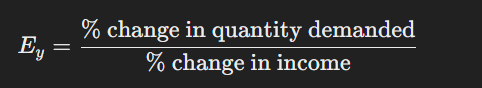 E_y = % change in quantity demanded
% change in income